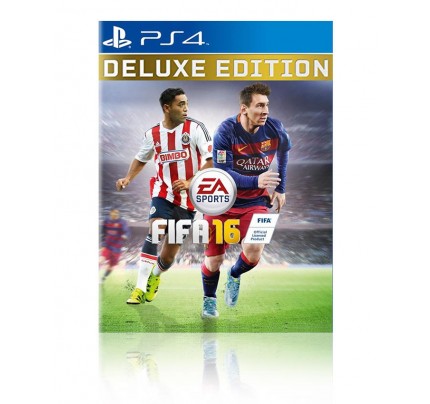 PS4
DELUXE EDITION
BIMBO
QATAR
AIRWAYS
EA
SPORTS
FIFA 16
FIFA
Official
Licensed
Product